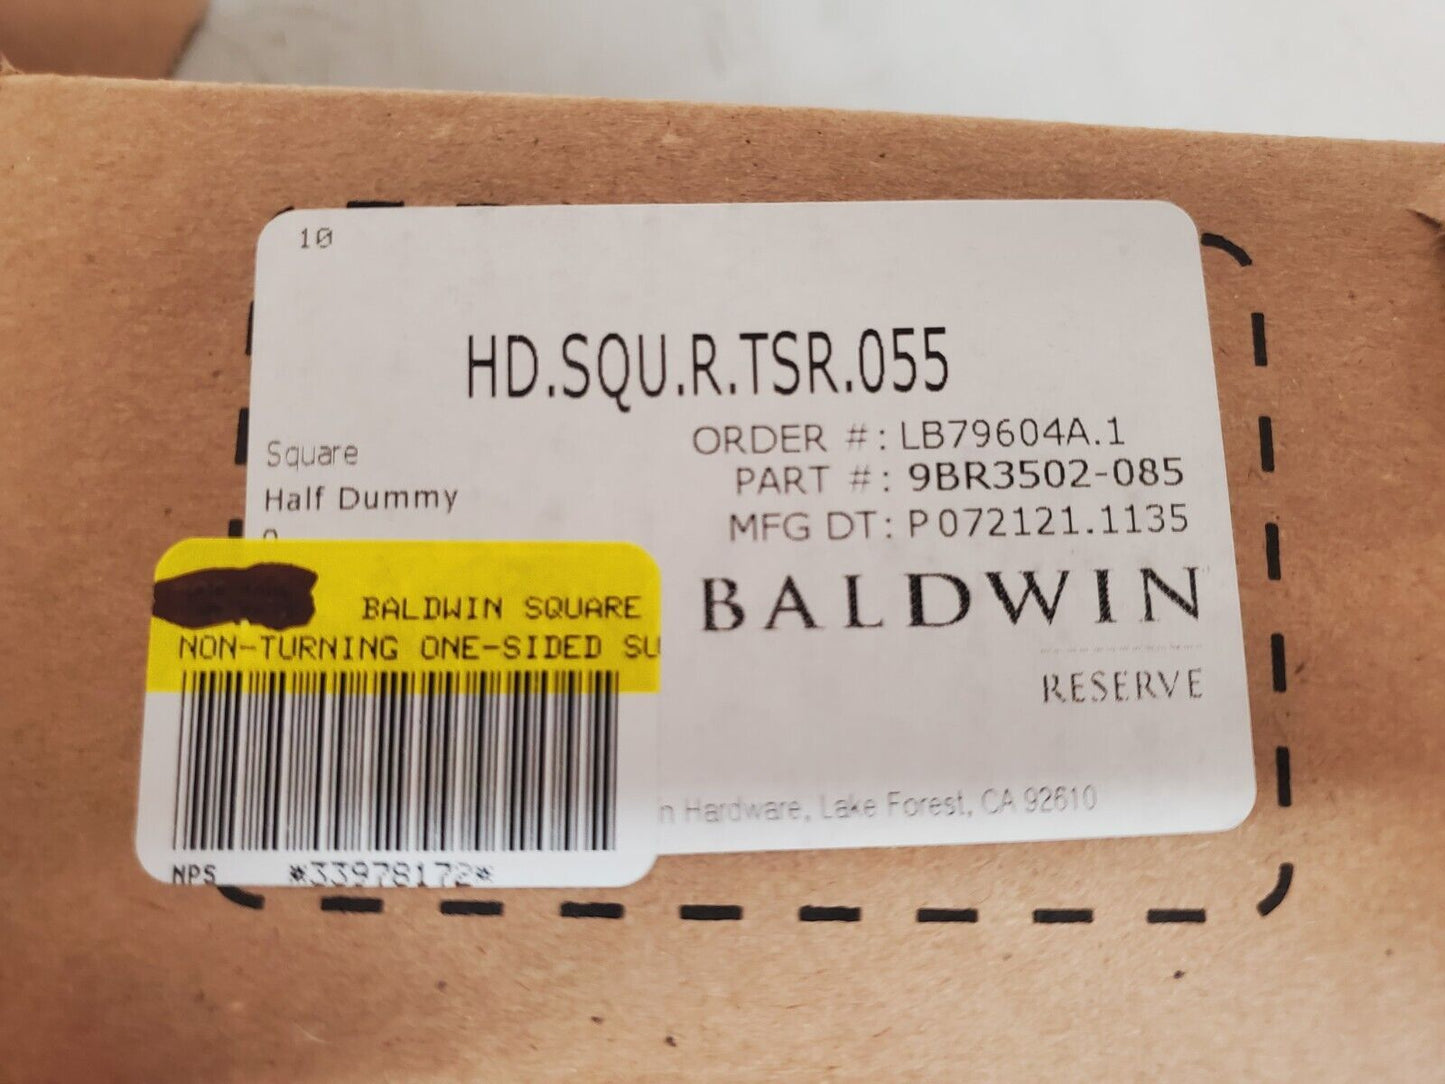 10
HD.SQU.R.TSR.055
ORDER #: LB79604A.1
PART #: 9BR3502-085
MFG DT: P072121.1135
Square
Half Dummy
BALDWIN
RESERVE
Hardware, Lake Forest, CA 92610
BALDWIN SQUARE
NON-TURNING ONE-SIDED
NPS *33978172*